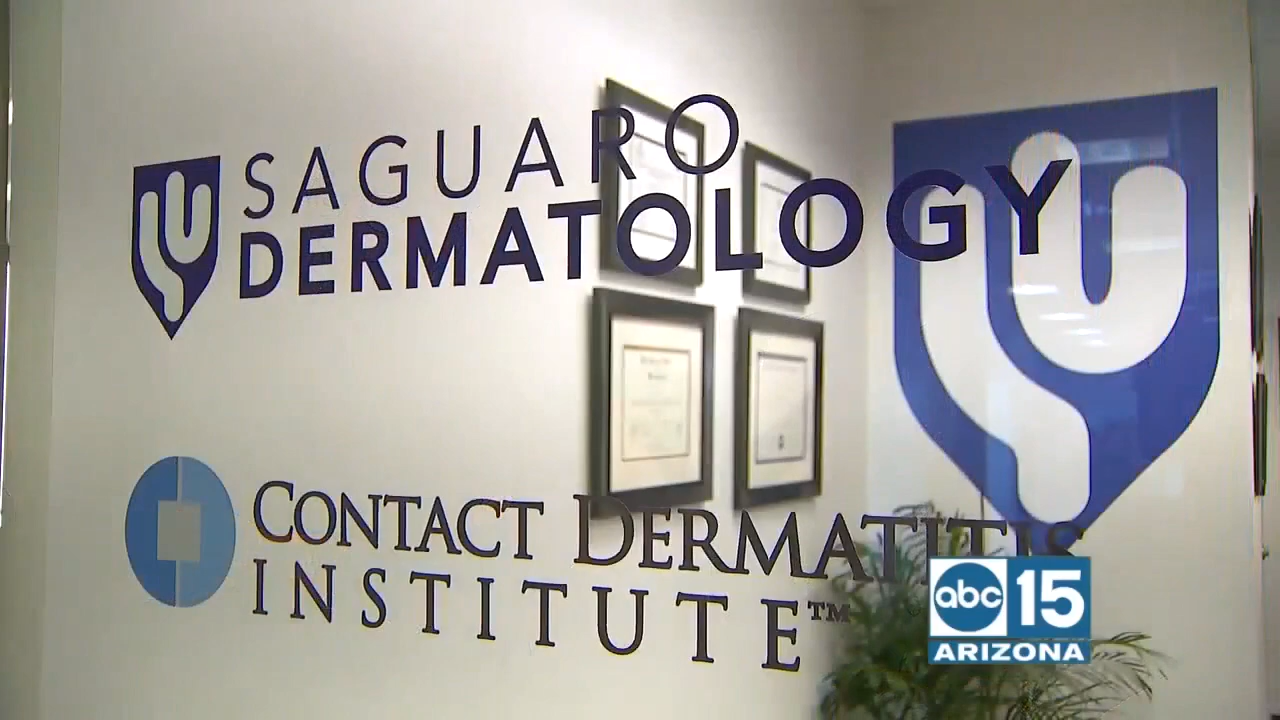 SAGUARO
DERMATOLOGY
CONTACT DERMATITIS
INSTITUTE™
abc 15
ARIZONA